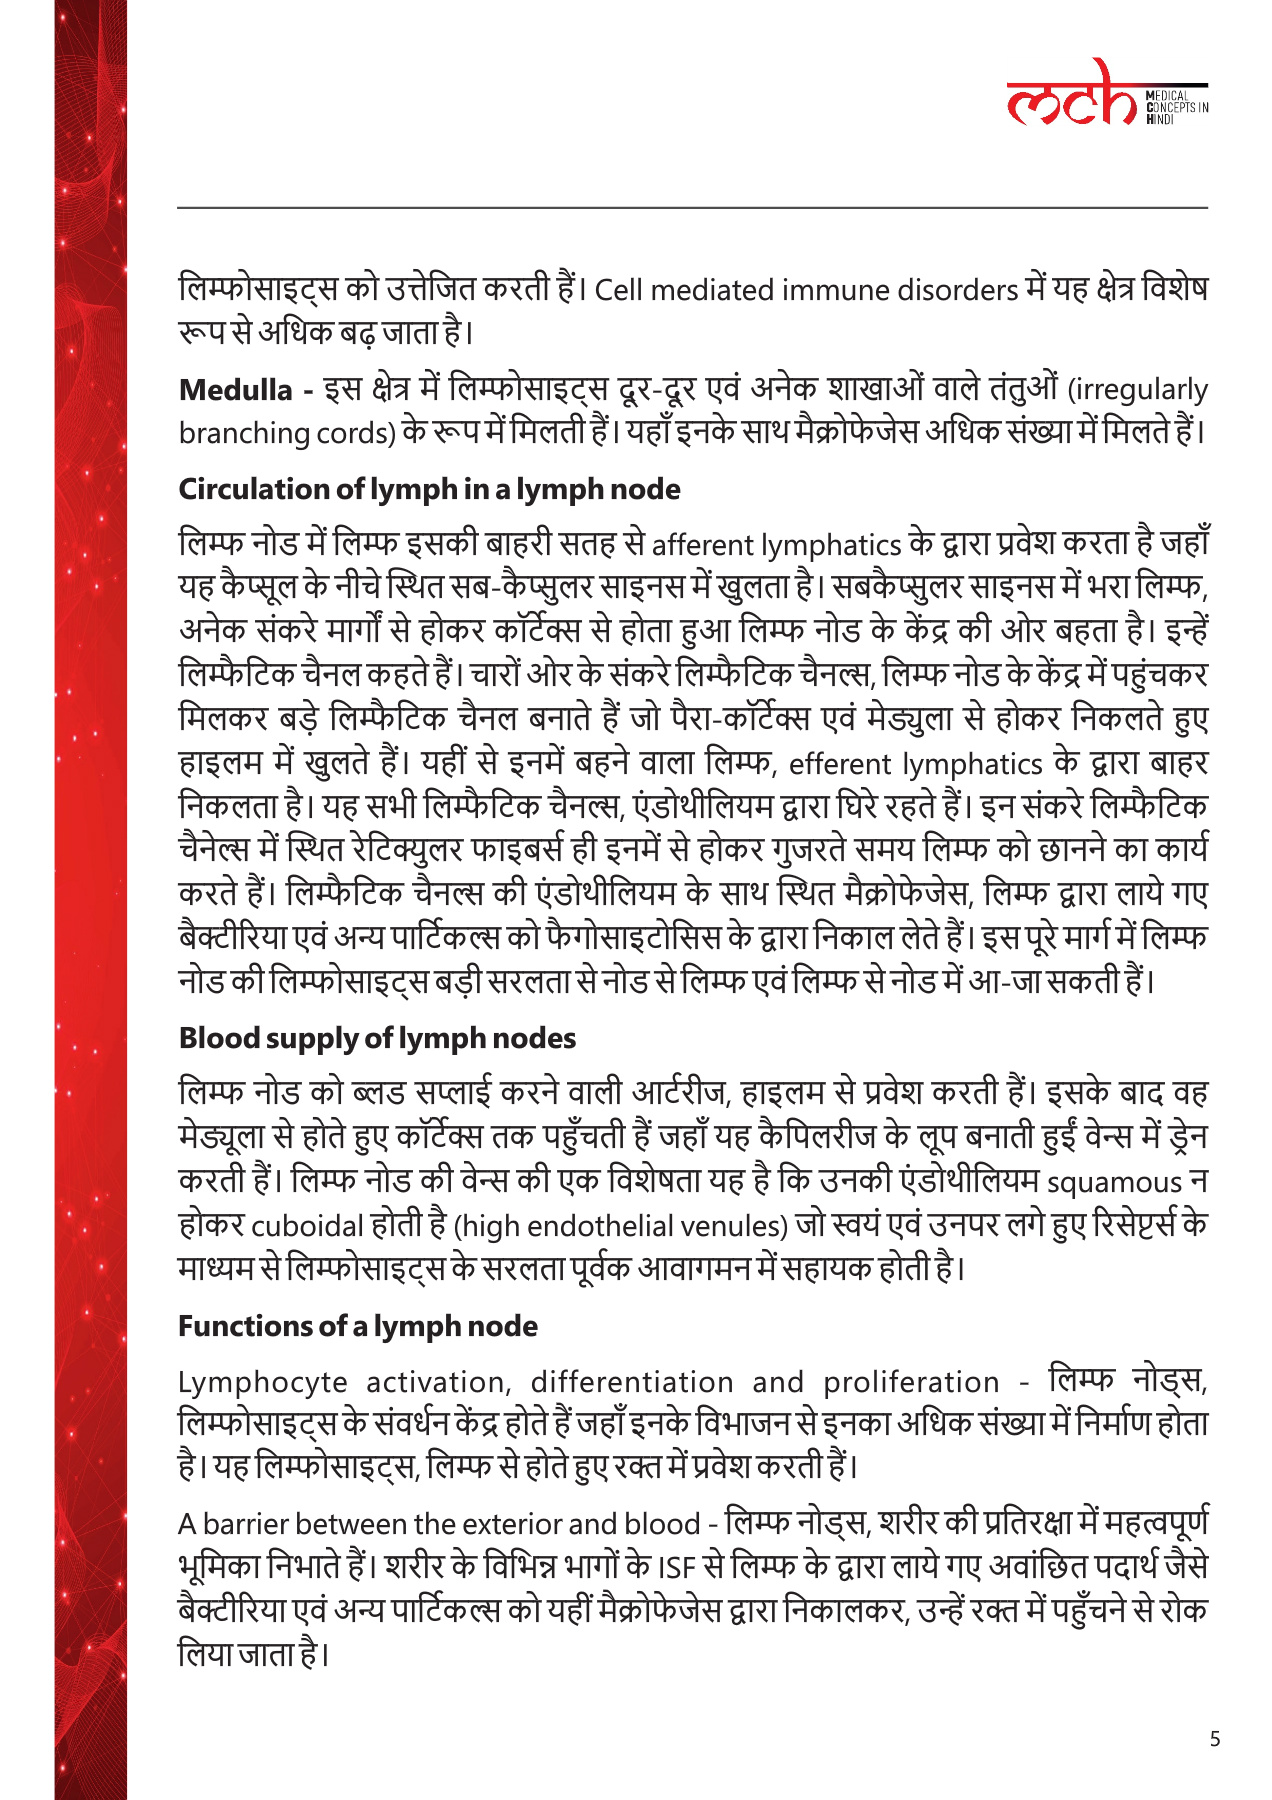 mch MEDICAL
CONCEPTS IN
HINDI
लिम्फोसाइट्स को उत्तेजित करती हैं। Cell mediated immune disorders में यह क्षेत्र विशेष
रूप से अधिक बढ़ जाता है।
Medulla - इस क्षेत्र में लिम्फोसाइट्स दूर-दूर एवं अनेक शाखाओं वाले तंतुओं (irregularly
branching cords) के रूप में मिलती हैं। यहाँ इनके साथ मैक्रोफेजेस अधिक संख्या में मिलते हैं।
Circulation of lymph in a lymph node
लिम्फ नोड में लिम्फ इसकी बाहरी सतह से afferent lymphatics के द्वारा प्रवेश करता है जहाँ
यह कैप्सूल के नीचे स्थित सब-कैप्सुलर साइनस में खुलता है। सबकैप्सुलर साइनस में भरा लिम्फ,
अनेक संकरे मार्गों से होकर कॉर्टेक्स से होता हुआ लिम्फ नोड के केंद्र की ओर बहता है। इन्हें
लिम्फैटिक चैनल कहते हैं। चारों ओर के संकरे लिम्फैटिक चैनल्स, लिम्फ नोड के केंद्र में पहुंचकर
मिलकर बड़े लिम्फैटिक चैनल बनाते हैं जो पैरा-कॉर्टेक्स एवं मेड्युला से होकर निकलते हुए
हाइलम में खुलते हैं। यहीं से इनमें बहने वाला लिम्फ, efferent lymphatics के द्वारा बाहर
निकलता है। यह सभी लिम्फैटिक चैनल्स, एंडोथीलियम द्वारा घिरे रहते हैं। इन संकरे लिम्फैटिक
चैनेल्स में स्थित रेटिक्युलर फाइबर्स ही इनमें से होकर गुजरते समय लिम्फ को छानने का कार्य
करते हैं। लिम्फैटिक चैनल्स की एंडोथीलियम के साथ स्थित मैक्रोफेजेस, लिम्फ द्वारा लाये गए
बैक्टीरिया एवं अन्य पार्टिकल्स को फैगोसाइटोसिस के द्वारा निकाल लेते हैं। इस पूरे मार्ग में लिम्फ
नोड की लिम्फोसाइट्स बड़ी सरलता से नोड से लिम्फ एवं लिम्फ से नोड में आ-जा सकती हैं।
Blood supply of lymph nodes
लिम्फ नोड को ब्लड सप्लाई करने वाली आर्टरीज, हाइलम से प्रवेश करती हैं। इसके बाद वह
मेड्यूला से होते हुए कॉर्टेक्स तक पहुँचती हैं जहाँ यह कैपिलरीज के लूप बनाती हुईं वेन्स में ड्रेन
करती हैं। लिम्फ नोड की वेन्स की एक विशेषता यह है कि उनकी एंडोथीलियम squamous न
होकर cuboidal होती है (high endothelial venules) जो स्वयं एवं उनपर लगे हुए रिसेप्टर्स के
माध्यम से लिम्फोसाइट्स के सरलता पूर्वक आवागमन में सहायक होती है।
Functions of a lymph node
Lymphocyte activation, differentiation and proliferation - लिम्फ नोड्स,
लिम्फोसाइट्स के संवर्धन केंद्र होते हैं जहाँ इनके विभाजन से इनका अधिक संख्या में निर्माण होता
है। यह लिम्फोसाइट्स, लिम्फ से होते हुए रक्त में प्रवेश करती हैं।
A barrier between the exterior and blood - लिम्फ नोड्स, शरीर की प्रतिरक्षा में महत्वपूर्ण
भूमिका निभाते हैं। शरीर के विभिन्न भागों के ISF से लिम्फ के द्वारा लाये गए अवांछित पदार्थ जैसे
बैक्टीरिया एवं अन्य पार्टिकल्स को यहीं मैक्रोफेजेस द्वारा निकालकर, उन्हें रक्त में पहुँचने से रोक
लिया जाता है।
5